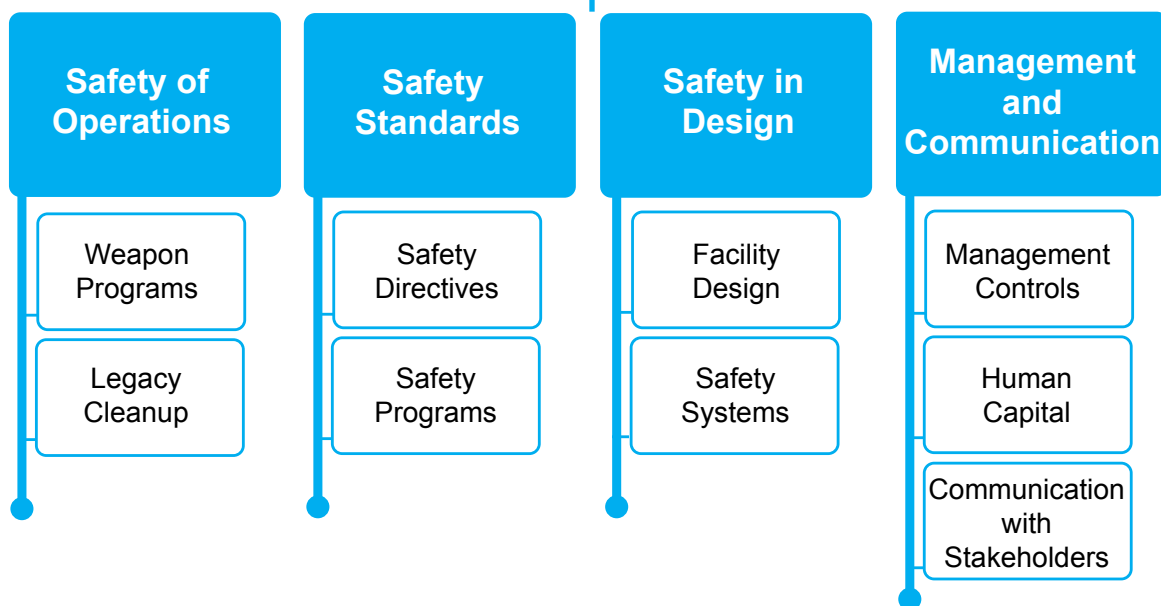 Safety of
Operations
Weapon
Programs
Legacy
Cleanup
Safety
Standards
Safety
Directives
Safety
Programs
Safety in
Design
Facility
Design
Safety
Systems
Management
and
Communication
Management
Controls
Human
Capital
Communication
with
Stakeholders